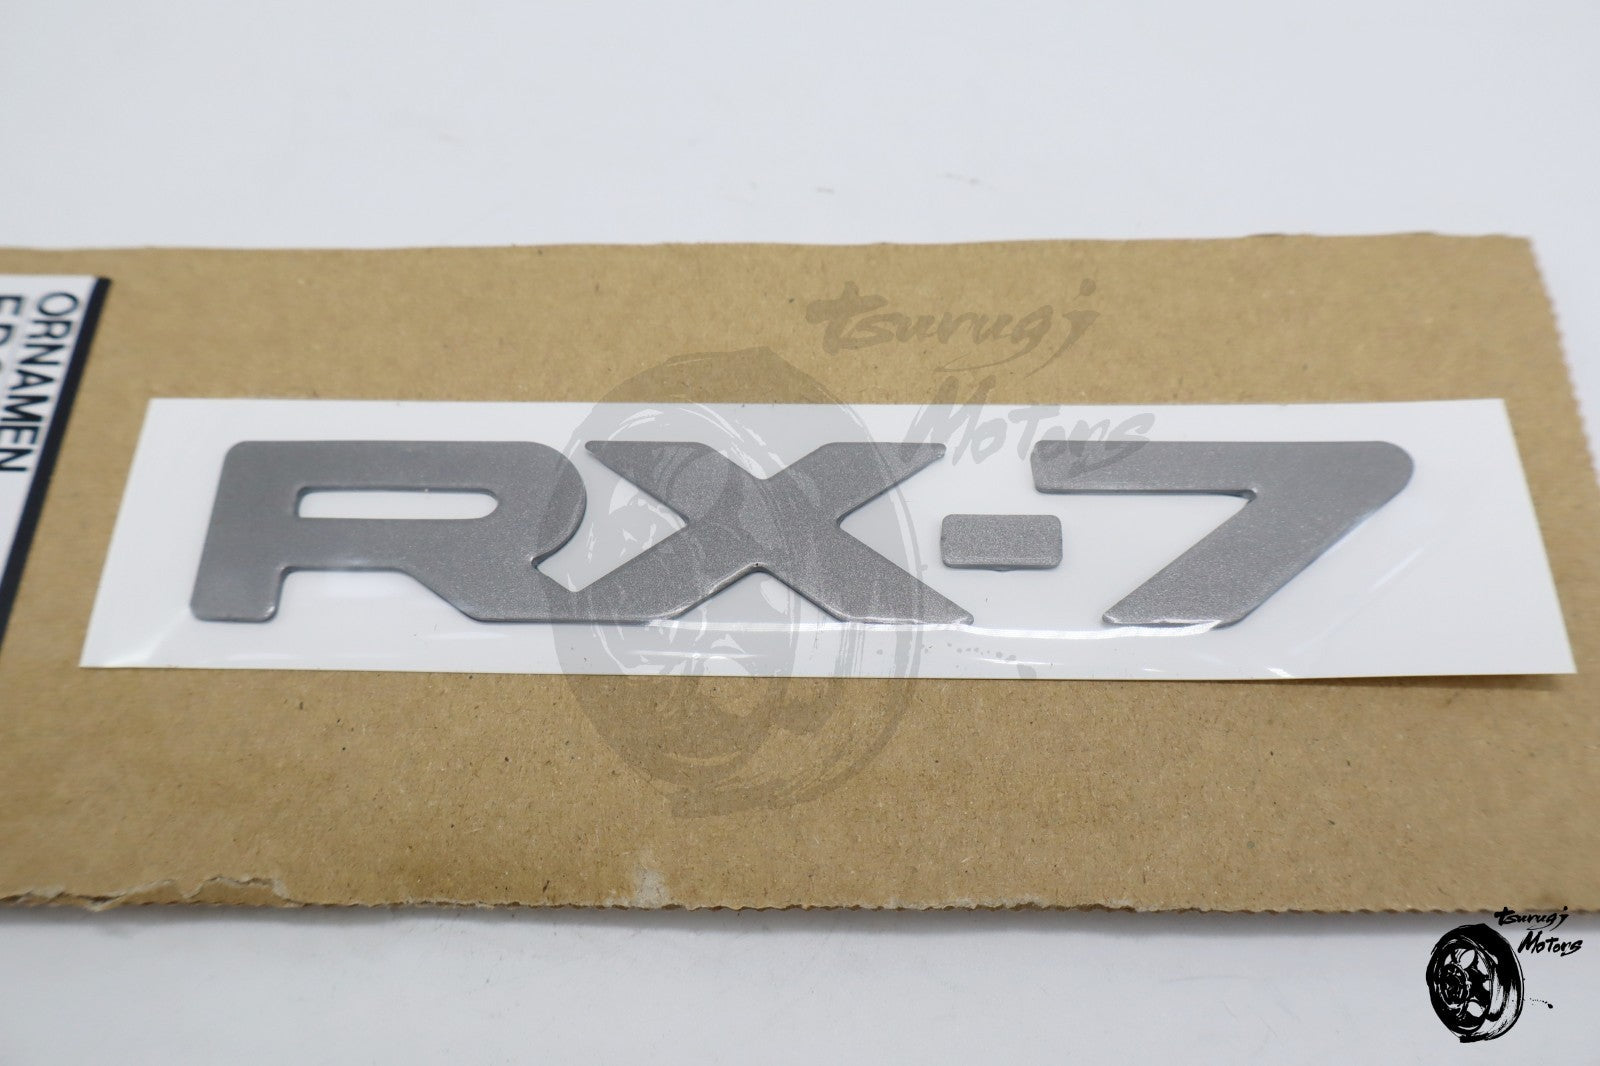 ORNAMEN
RX-7
tsurugi
Motors
tsurugi
Motors